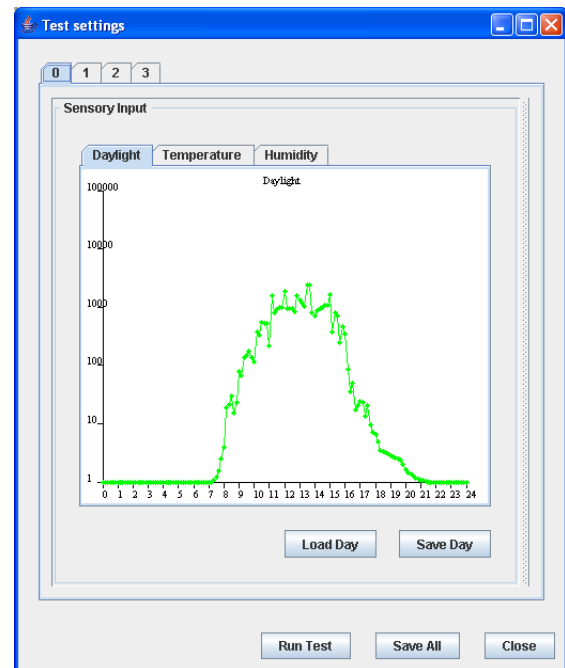 Test settings
0 1 2 3
Sensory Input
Daylight Temperature Humidity
Daylight
100000
10000
1000
100
10
1
0 1 2 3 4 5 6 7 8 9 10 11 12 13 14 15 16 17 18 19 20 21 22 23 24
Load Day Save Day
Run Test Save All Close